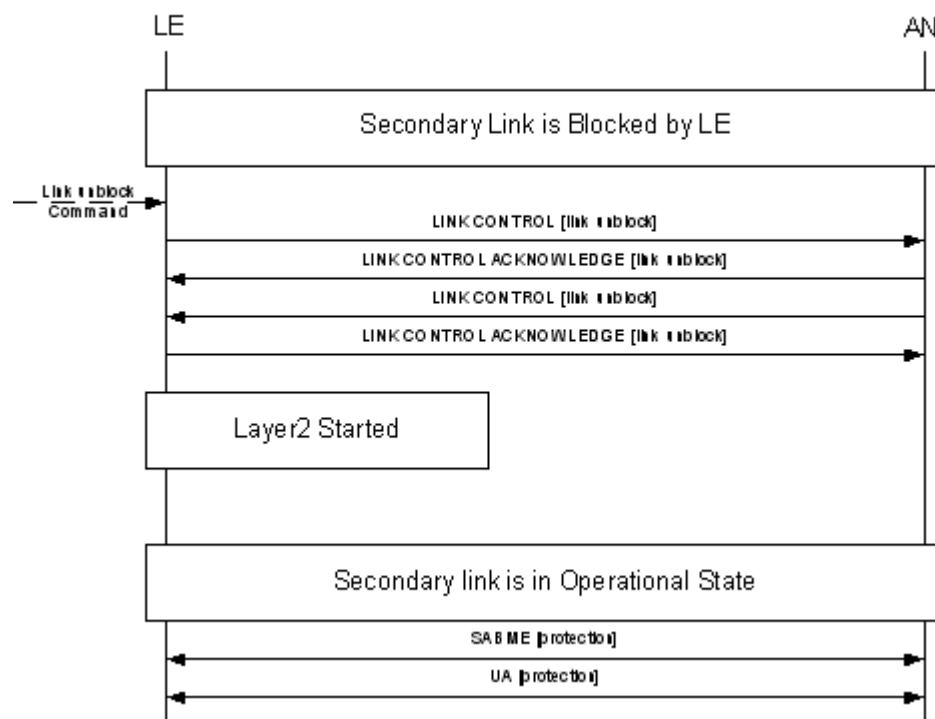 LE
AN
Secondary Link is Blocked by LE
Link unblock
Command
LINK CONTROL [link unblock]
LINK CONTROL ACKNOWLEDGE [link unblock]
LINK CONTROL [link unblock]
LINK CONTROL ACKNOWLEDGE [link unblock]
Layer2 Started
Secondary link is in Operational State
SABME [protection]
UA [protection]